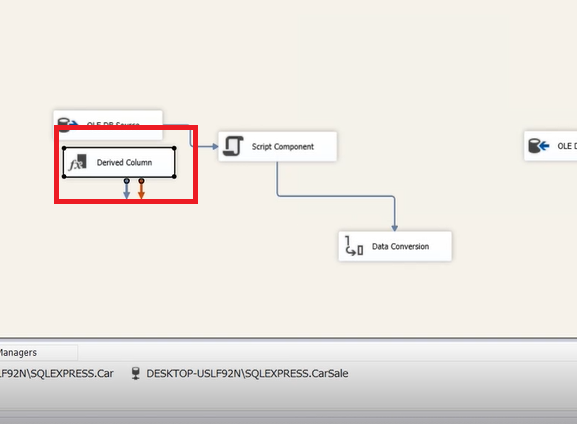 OLE DB Source
Derived Column
Script Component
OLE D
Data Conversion
Managers
LF92N\SQLEXPRESS.Car
DESKTOP-USLF92N\SQLEXPRESS.CarSale